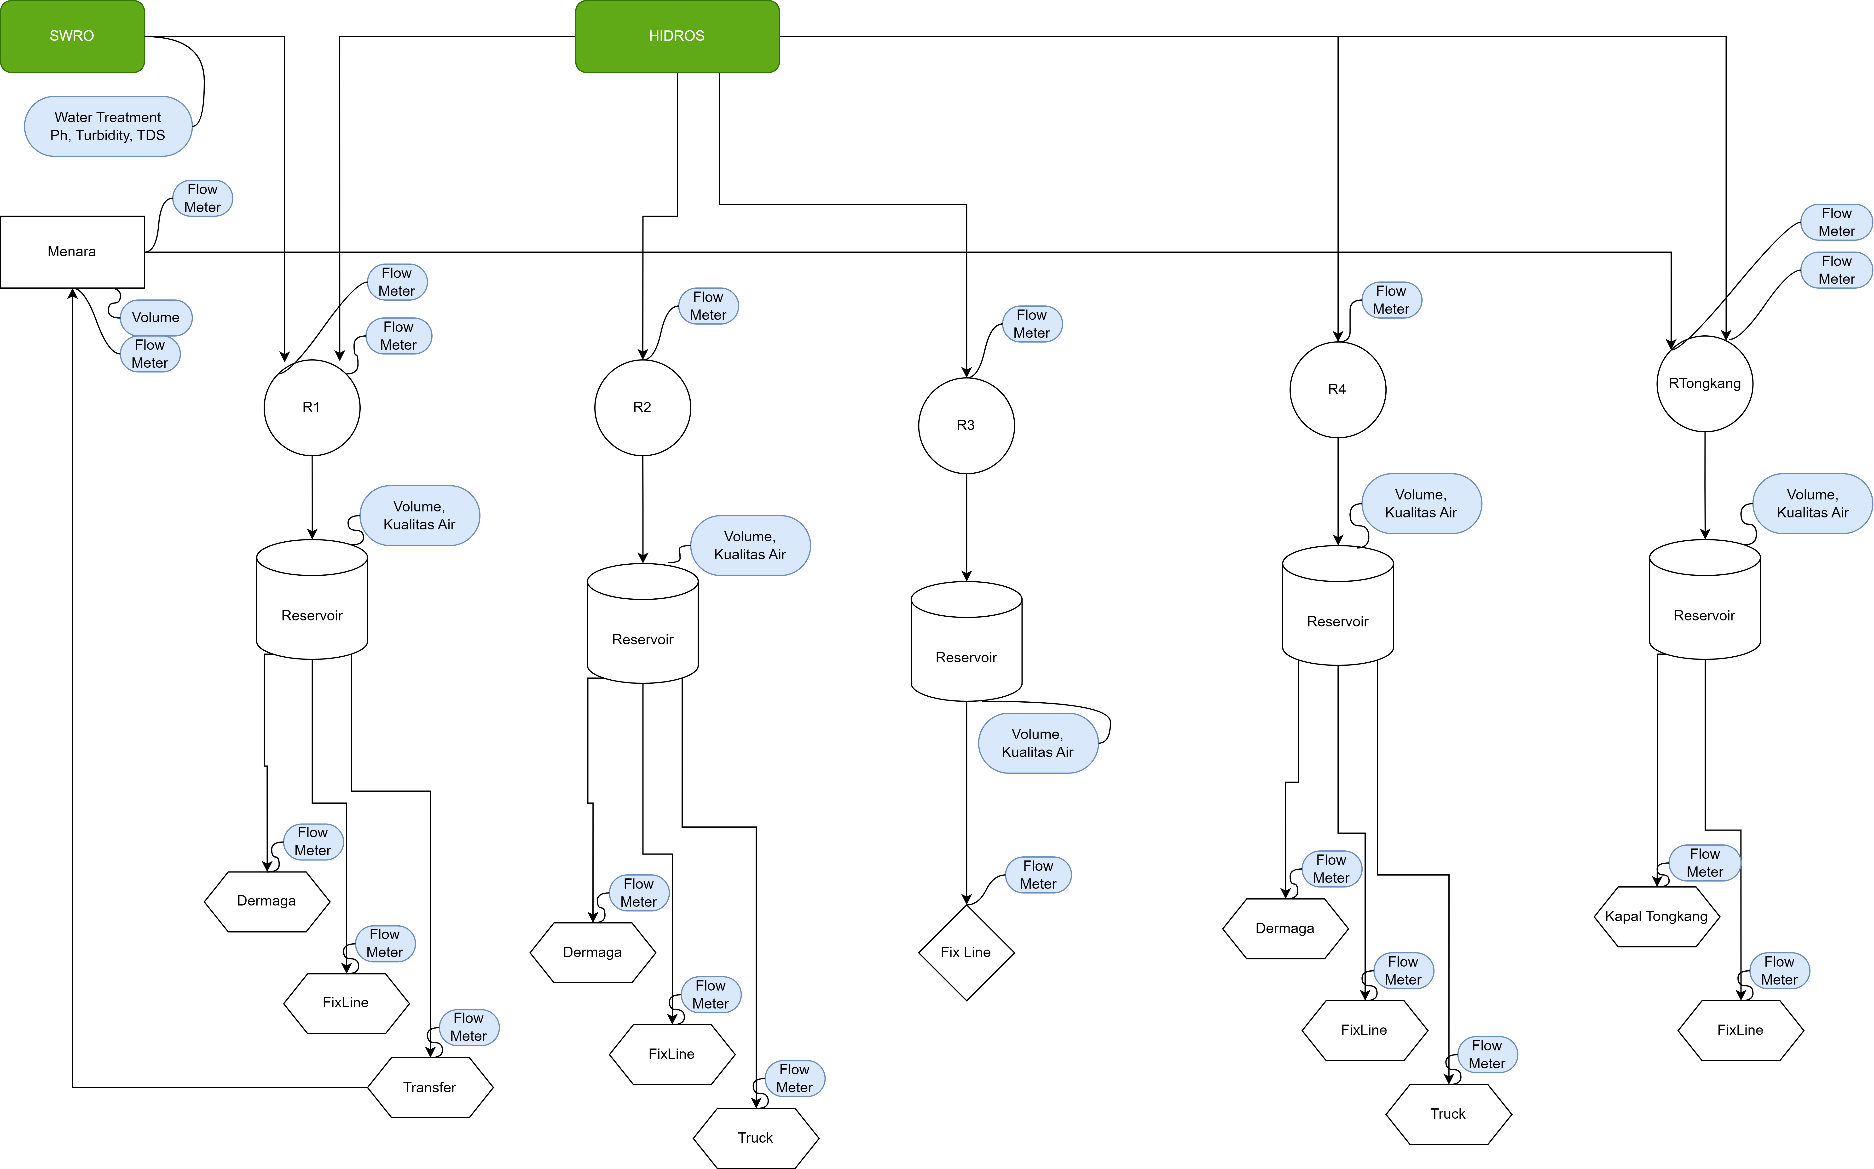 SWRO
HIDROS
Water Treatment
Ph, Turbidity, TDS
Flow
Meter
Menara
Volume
Flow
Meter
Flow
Meter
Flow
Meter
Flow
Meter
Flow
Meter
Flow
Meter
Flow
Meter
Flow
Meter
R1
R2
R3
R4
RTongkang
Volume,
Kualitas Air
Volume,
Kualitas Air
Volume,
Kualitas Air
Volume,
Kualitas Air
Reservoir
Reservoir
Reservoir
Reservoir
Reservoir
Volume,
Kualitas Air
Flow
Meter
Dermaga
Flow
Meter
FixLine
Flow
Meter
Transfer
Flow
Meter
Dermaga
Flow
Meter
FixLine
Flow
Meter
Truck
Flow
Meter
Fix Line
Flow
Meter
Dermaga
Flow
Meter
FixLine
Flow
Meter
Truck
Flow
Meter
Kapal Tongkang
Flow
Meter
FixLine